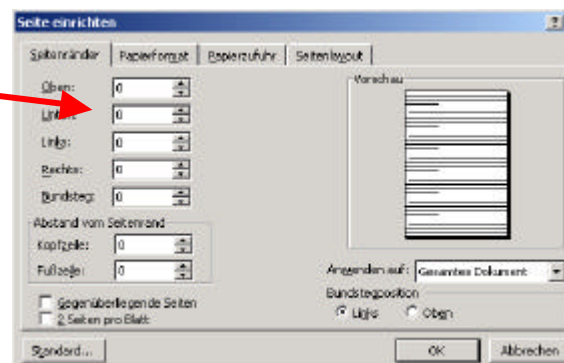 Seite einrichten
Seitenränder Papierformat Papierzufuhr Seitenlayout
Oben: 0
Unten: 0
Links: 0
Rechts: 0
Bundsteg: 0
Abstand vom Seitenrand
Kopfzeile: 0
Fußzeile: 0
Vorschau
Anwenden auf: Gesamtes Dokument
Bundstegposition
Links Oben
Gegenüberliegende Seiten
2 Seiten pro Blatt
Standard... OK Abbrechen